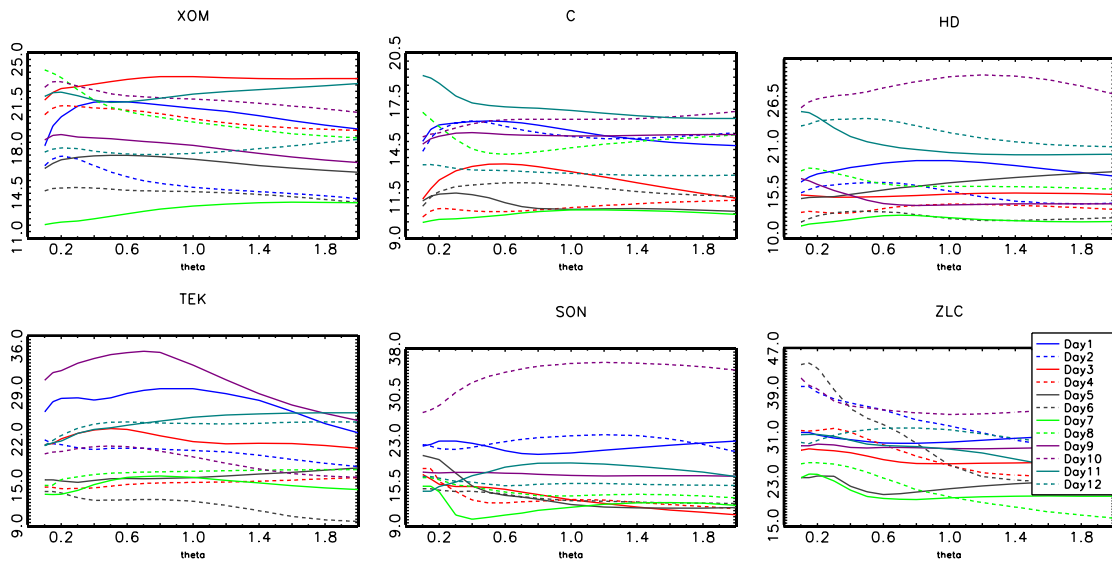 XOM
25.0
21.5
18.0
14.5
11.0
0.2 0.6 1.0 1.4 1.8
theta
C
20.5
17.5
14.5
11.5
9.0
0.2 0.6 1.0 1.4 1.8
theta
HD
26.5
21.0
15.5
10.0
0.2 0.6 1.0 1.4 1.8
theta
TEK
36.0
29.0
22.0
15.0
9.0
0.2 0.6 1.0 1.4 1.8
theta
SON
38.0
30.5
23.0
15.5
9.0
0.2 0.6 1.0 1.4 1.8
theta
ZLC
47.0
39.0
31.0
23.0
15.0
0.2 0.6 1.0 1.4 1.8
theta
Day1
Day2
Day3
Day4
Day5
Day6
Day7
Day8
Day9
Day10
Day11
Day12